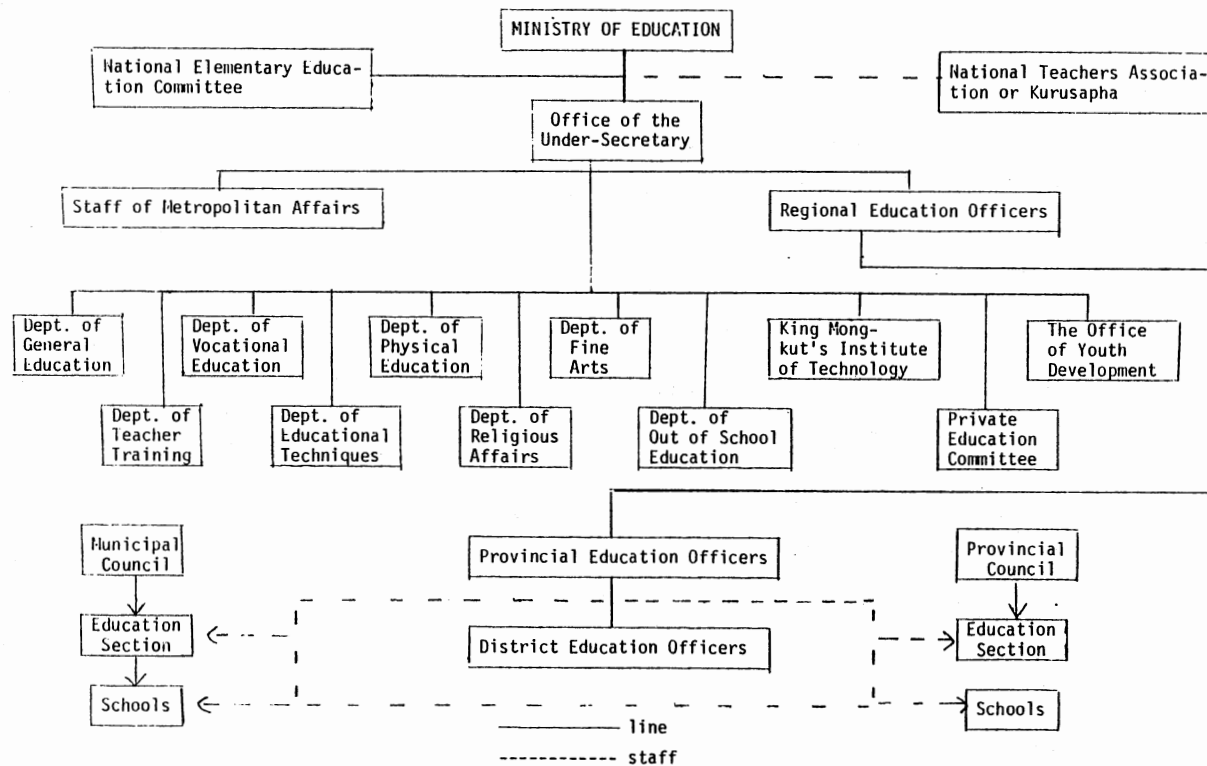 MINISTRY OF EDUCATION
National Elementary Educa-
tion Committee
National Teachers Associa-
tion or Kurusapha
Office of the
Under-Secretary
Staff of Metropolitan Affairs
Regional Education Officers
Dept. of
General
Education
Dept. of
Vocational
Education
Dept. of
Physical
Education
Dept. of
Fine
Arts
King Mong-
kut's Institute
of Technology
The Office
of Youth
Development
Dept. of
Teacher
Training
Dept. of
Educational
Techniques
Dept. of
Religious
Affairs
Dept. of
Out of School
Education
Private
Education
Committee
Municipal
Council
Provincial Education Officers
Provincial
Council
Education
Section
District Education Officers
Education
Section
Schools
Schools
line
staff